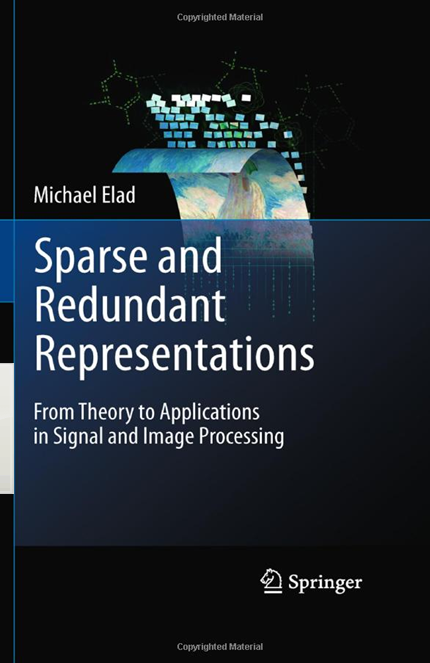 Copyrighted Material
Michael Elad
Sparse and
Redundant
Representations
From Theory to Applications
in Signal and Image Processing
Springer
Copyrighted Material